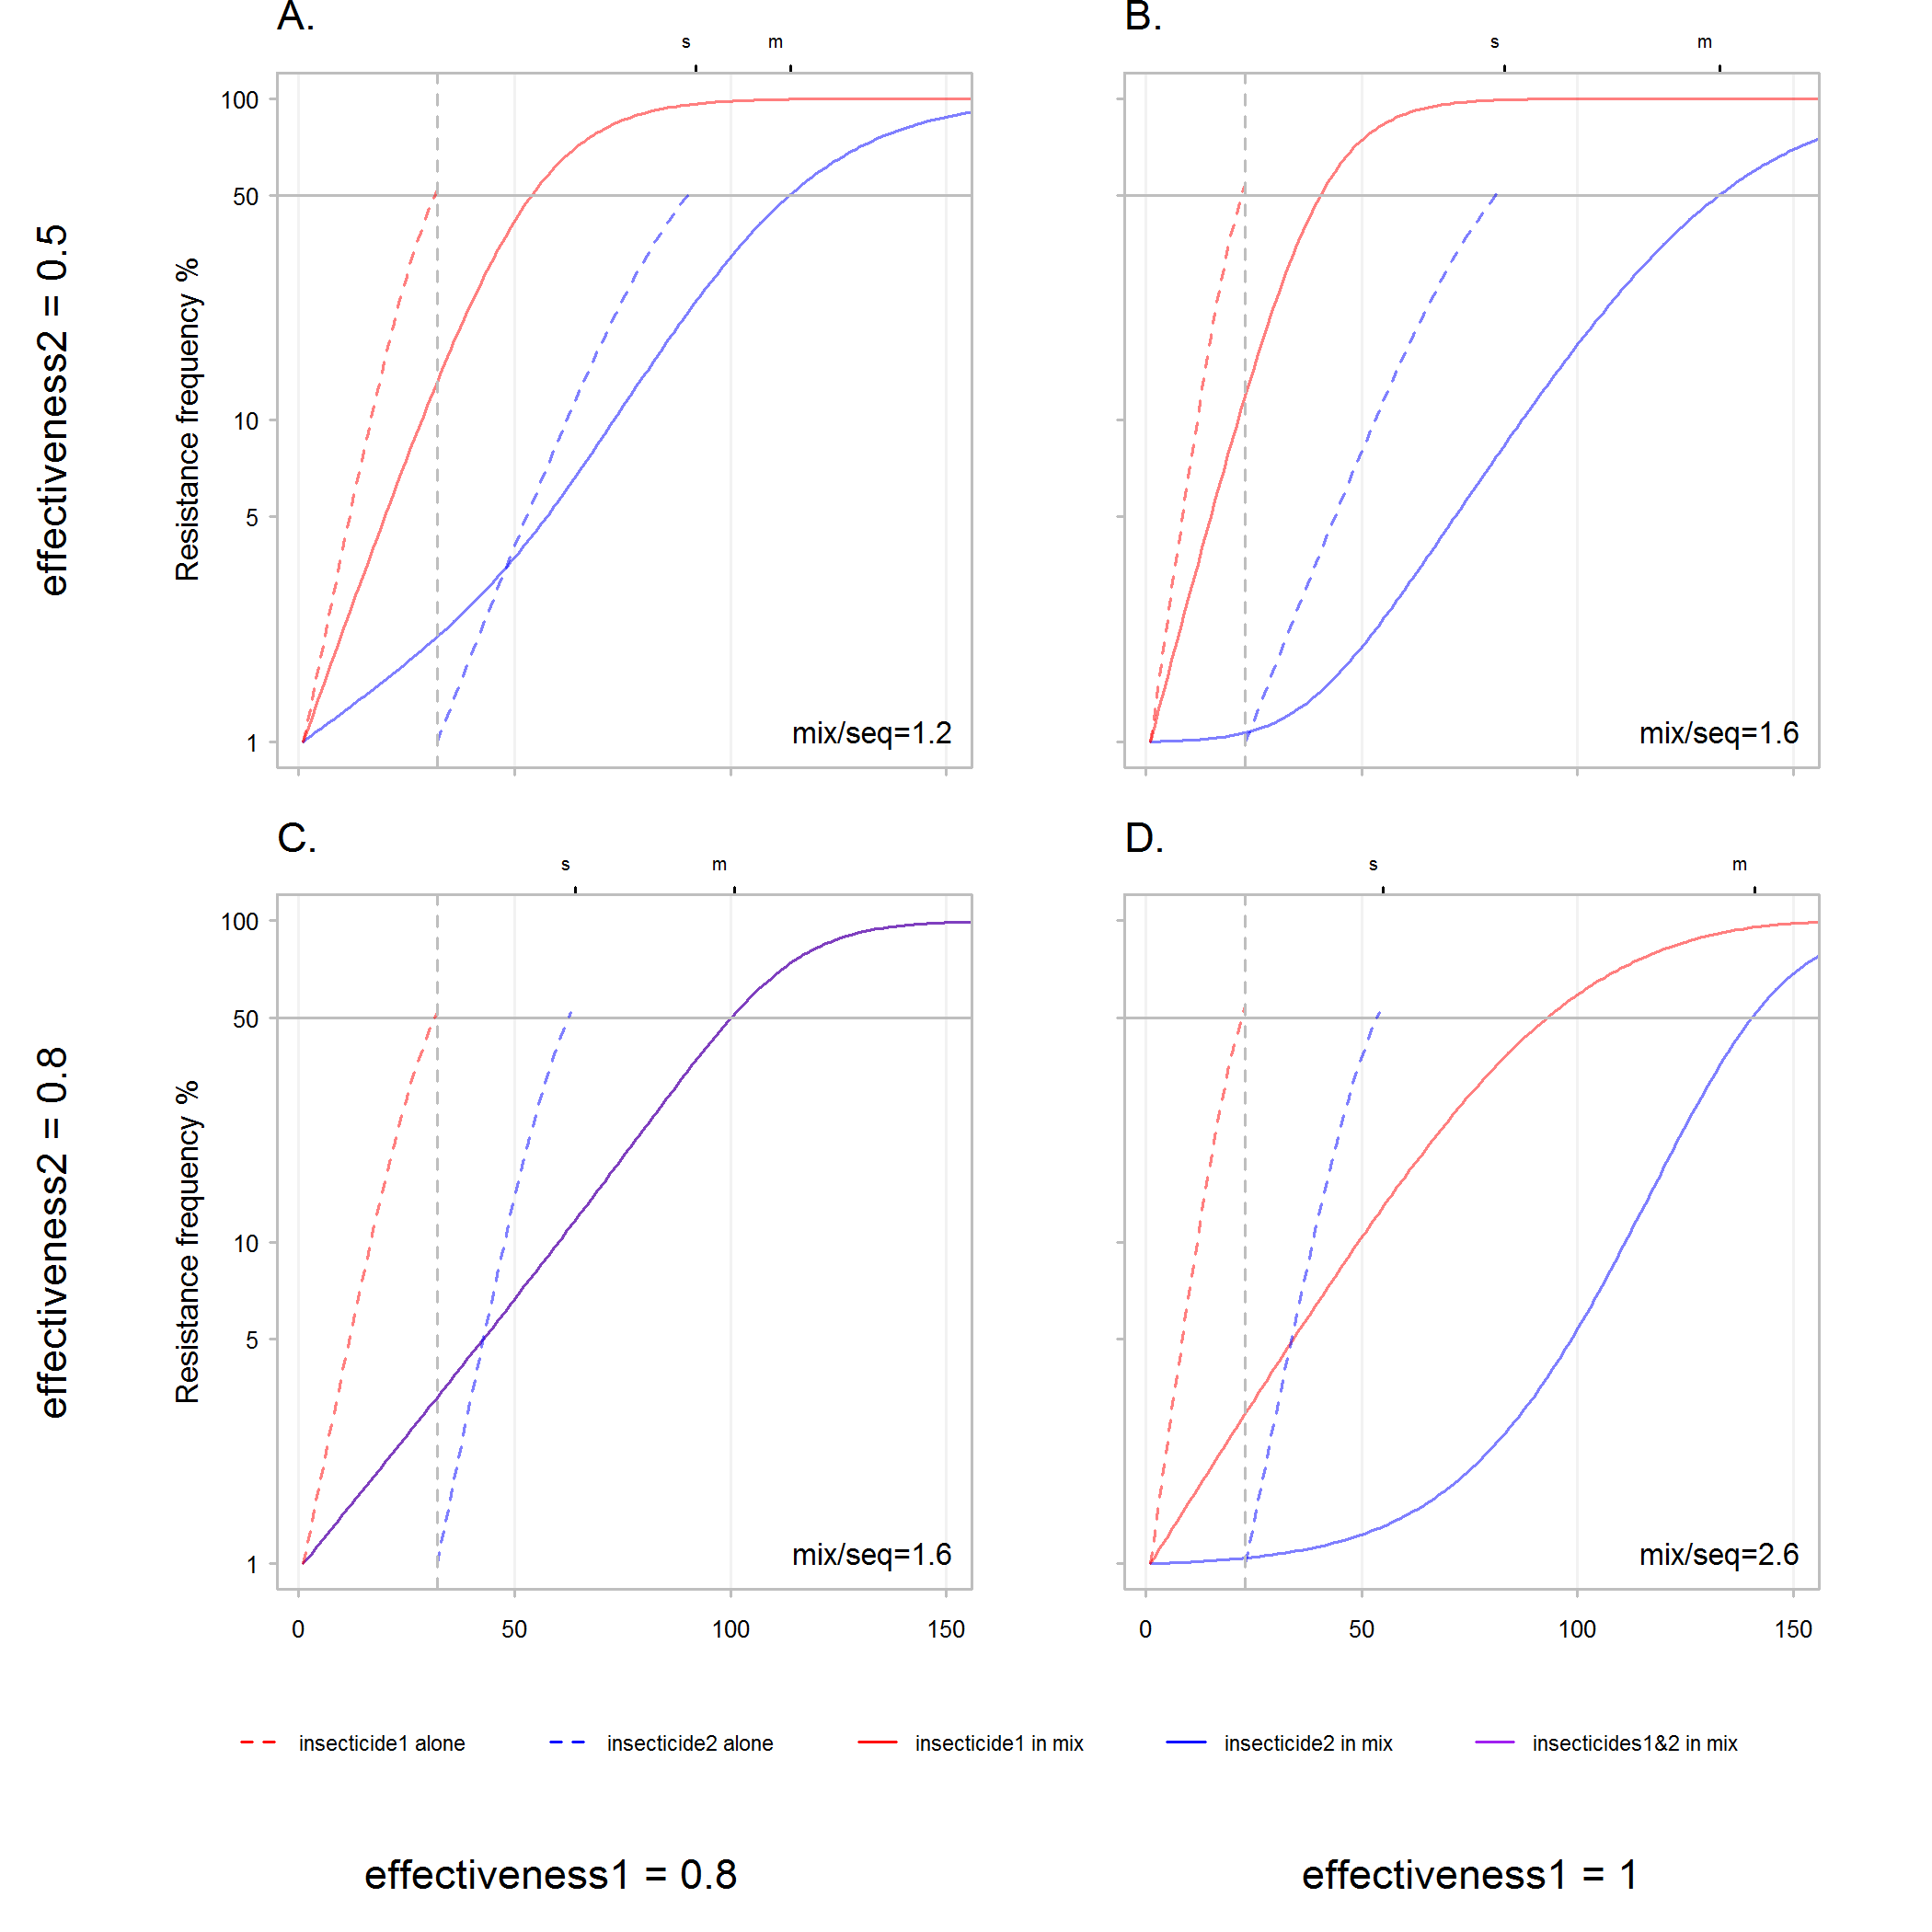 A.
B.
s m
s m
100
50
10
5
1
Resistance frequency %
effectiveness2 = 0.5
mix/seq=1.2
mix/seq=1.6
C.
D.
s m
s m
100
50
10
5
1
Resistance frequency %
effectiveness2 = 0.8
mix/seq=1.6
mix/seq=2.6
0 50 100 150
0 50 100 150
insecticide1 alone
insecticide2 alone
insecticide1 in mix
insecticide2 in mix
insecticides1&2 in mix
effectiveness1 = 0.8
effectiveness1 = 1